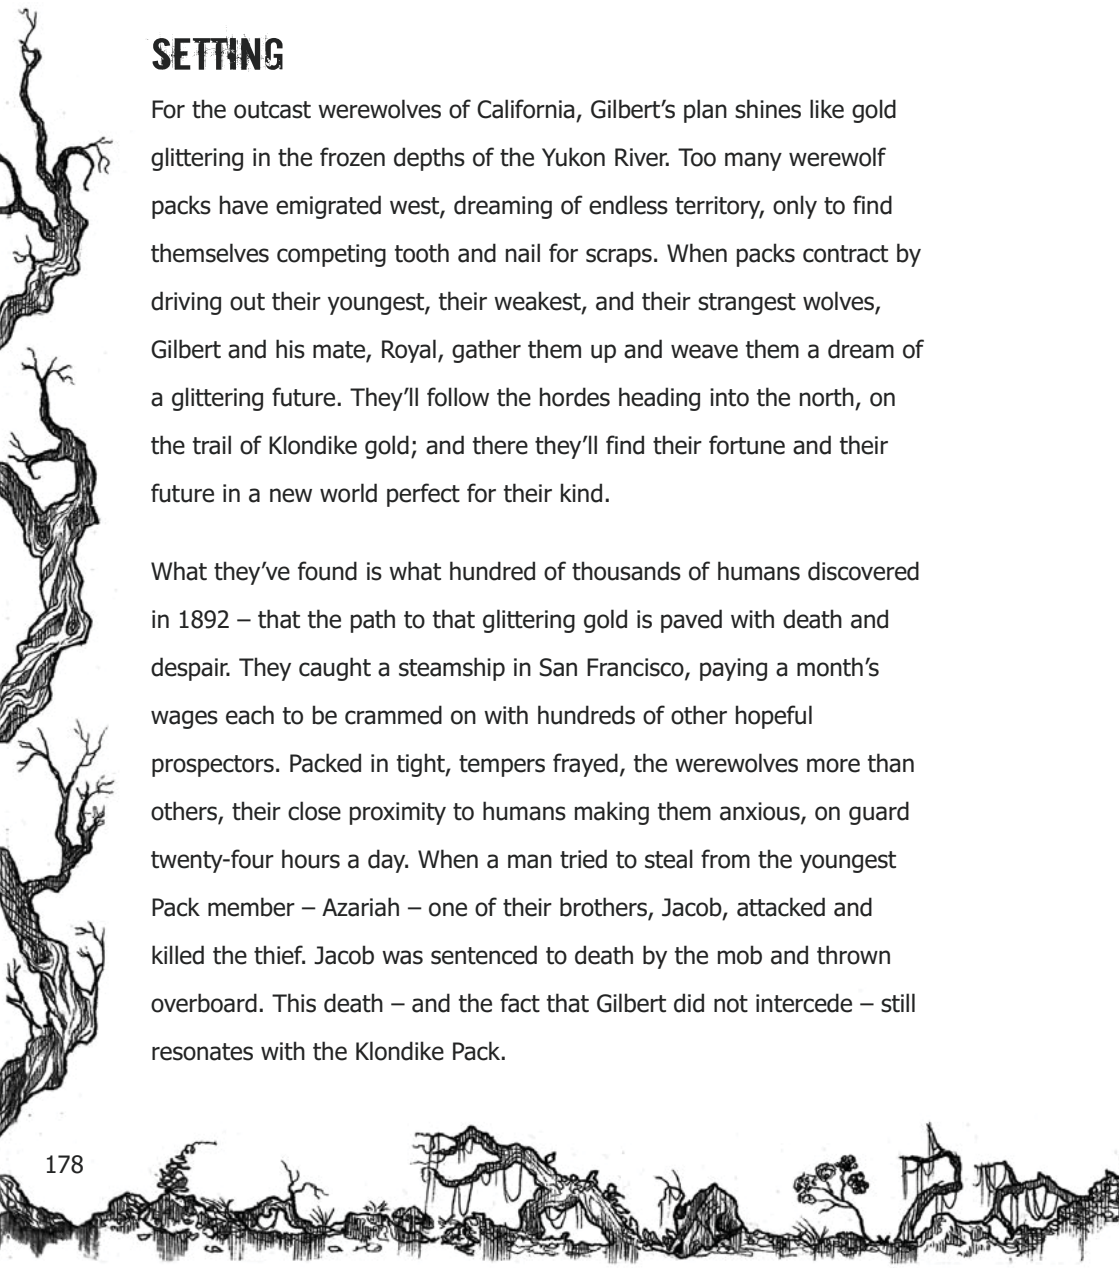 SETTING
For the outcast werewolves of California, Gilbert’s plan shines like gold
glittering in the frozen depths of the Yukon River. Too many werewolf
packs have emigrated west, dreaming of endless territory, only to find
themselves competing tooth and nail for scraps. When packs contract by
driving out their youngest, their weakest, and their strangest wolves,
Gilbert and his mate, Royal, gather them up and weave them a dream of
a glittering future. They’ll follow the hordes heading into the north, on
the trail of Klondike gold; and there they’ll find their fortune and their
future in a new world perfect for their kind.
What they’ve found is what hundred of thousands of humans discovered
in 1892 – that the path to that glittering gold is paved with death and
despair. They caught a steamship in San Francisco, paying a month’s
wages each to be crammed on with hundreds of other hopeful
prospectors. Packed in tight, tempers frayed, the werewolves more than
others, their close proximity to humans making them anxious, on guard
twenty-four hours a day. When a man tried to steal from the youngest
Pack member – Azariah – one of their brothers, Jacob, attacked and
killed the thief. Jacob was sentenced to death by the mob and thrown
overboard. This death – and the fact that Gilbert did not intercede – still
resonates with the Klondike Pack.
178